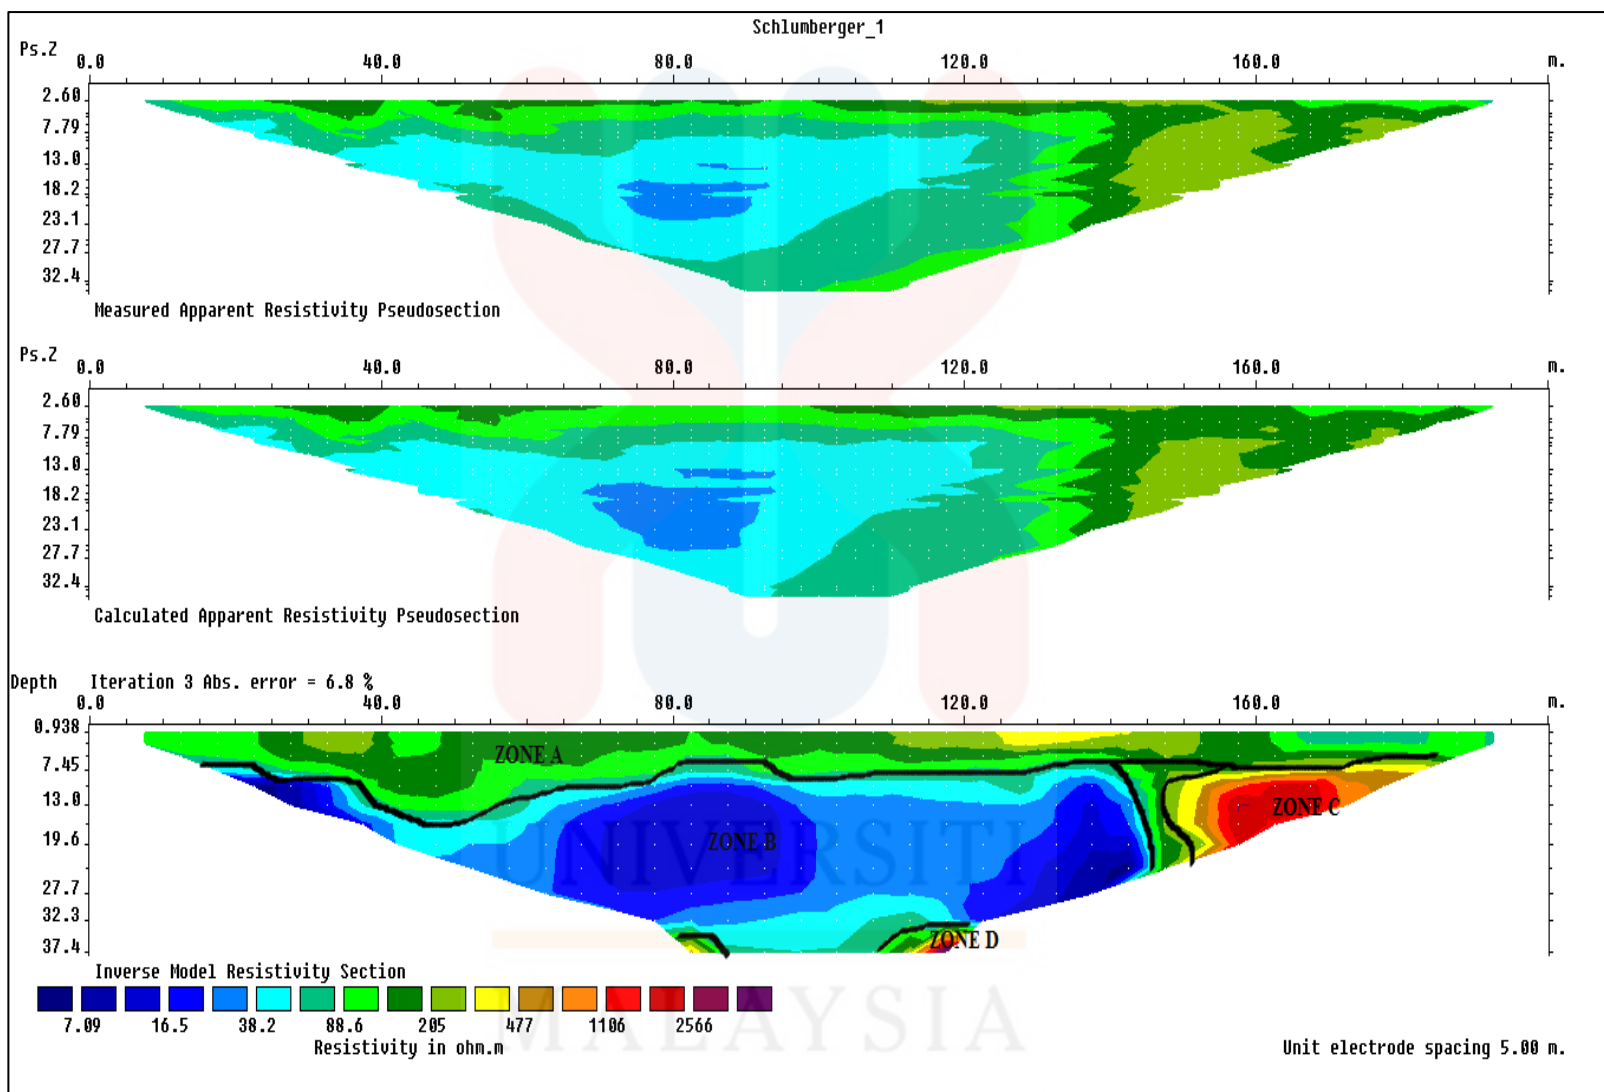 Schlumberger_1
Ps.Z
0.0 40.0 80.0 120.0 160.0 m.
2.60
7.79
13.0
18.2
23.1
27.7
32.4
Measured Apparent Resistivity Pseudosection
Ps.Z
0.0 40.0 80.0 120.0 160.0 m.
2.60
7.79
13.0
18.2
23.1
27.7
32.4
Calculated Apparent Resistivity Pseudosection
Depth Iteration 3 Abs. error = 6.8 %
0.0 40.0 80.0 120.0 160.0 m.
0.938
7.45
13.0
19.6
27.7
32.3
37.4
ZONE A
ZONE B
ZONE C
ZONE D
UNIVERSITI
Inverse Model Resistivity Section
7.09 16.5 38.2 88.6 205 477 1106 2566
Resistivity in ohm.m
Unit electrode spacing 5.00 m.
MALAYSIA